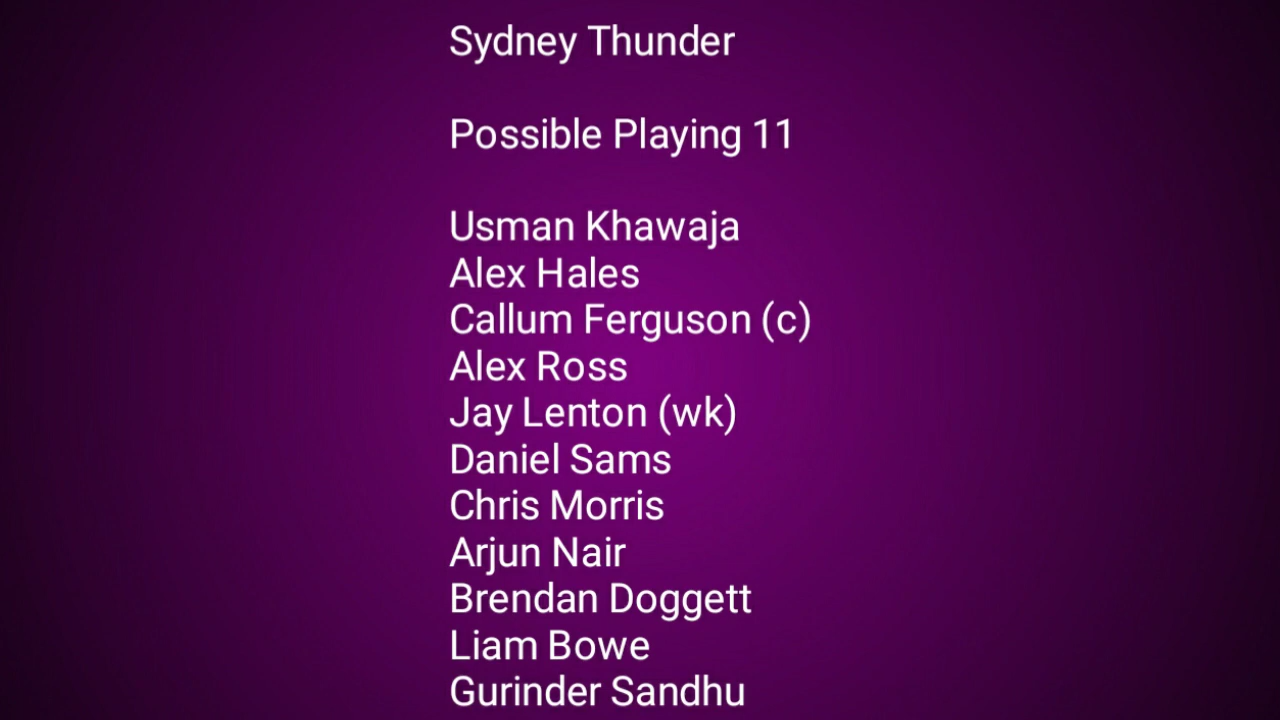 Sydney Thunder
Possible Playing 11
Usman Khawaja
Alex Hales
Callum Ferguson (c)
Alex Ross
Jay Lenton (wk)
Daniel Sams
Chris Morris
Arjun Nair
Brendan Doggett
Liam Bowe
Gurinder Sandhu